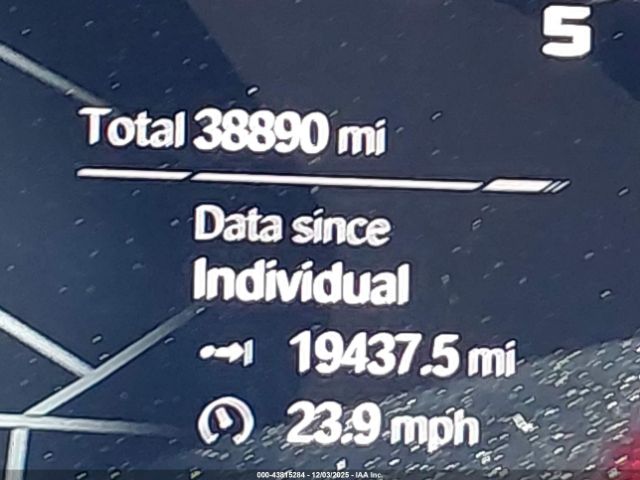 S
Total 38890 mi
Data since
Individual
19437.5 mi
23.9 mph
000-43815284 - 12/03/2025 - IAA Inc.